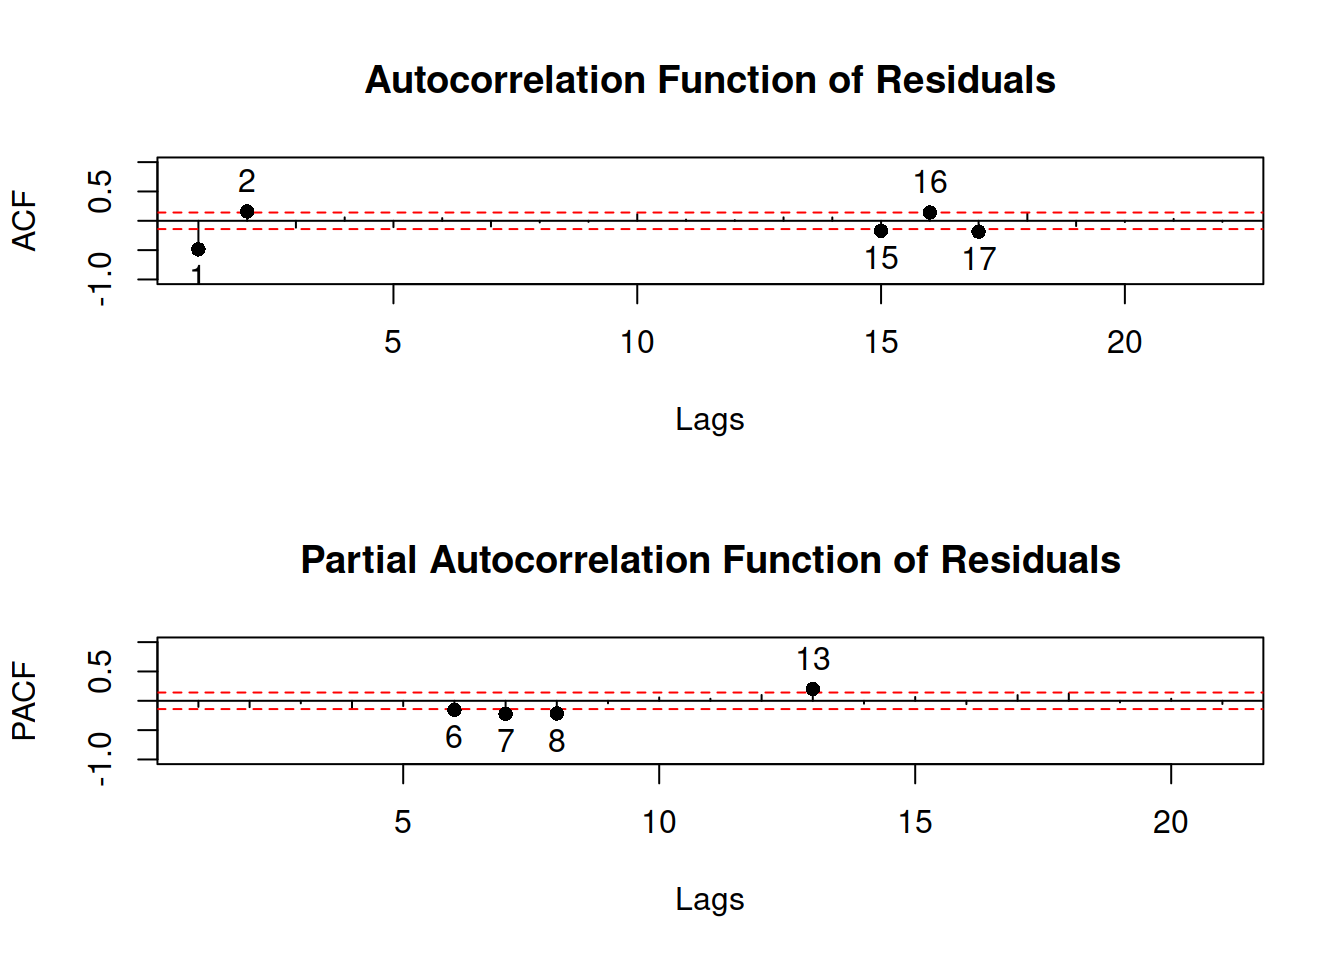 Autocorrelation Function of Residuals
ACF
0.5
-1.0
2
16
1
15
17
5 10 15 20
Lags
Partial Autocorrelation Function of Residuals
PACF
0.5
-1.0
13
6 7 8
5 10 15 20
Lags